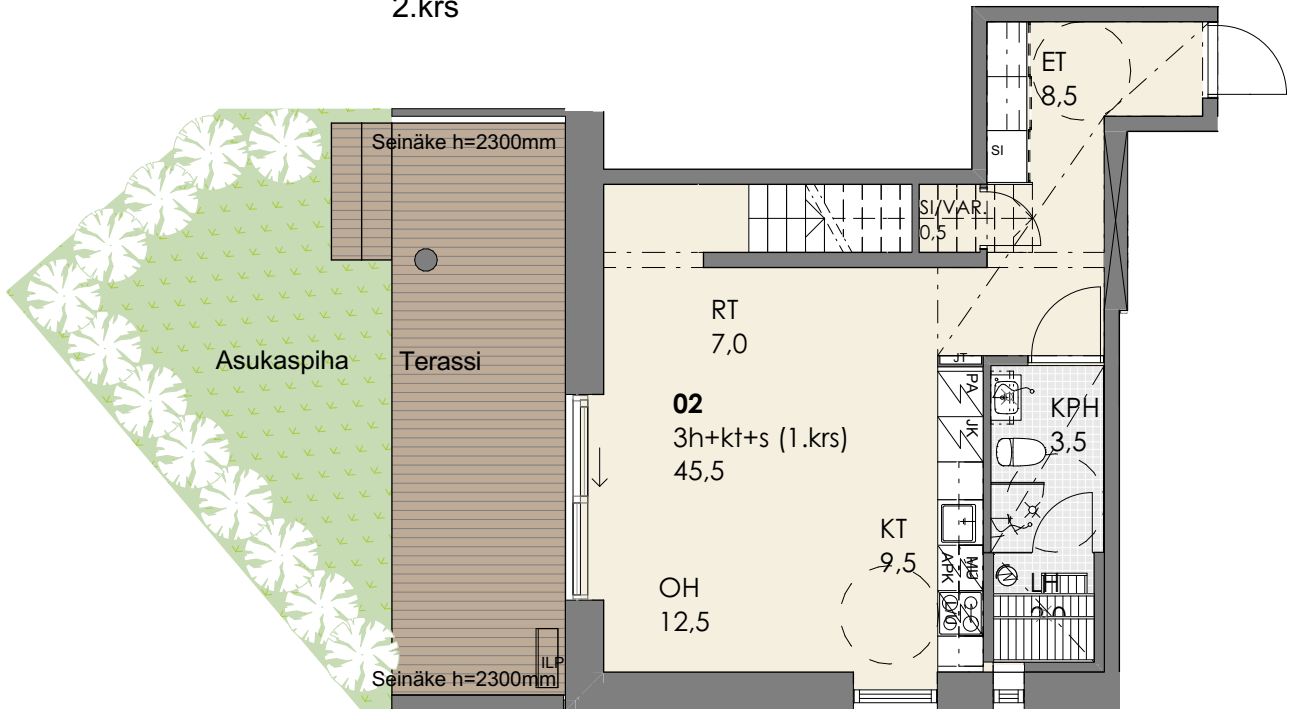 2.krs
ET
8,5
Seinäke h=2300mm
SI
SI/VAR.
0,5
RT
7,0
Asukaspiha
Terassi
JT
PA
02
3h+kt+s (1.krs)
45,5
JK
KPH
3,5
KT
9,5
APK
MU
OH
12,5
LH
ILP
Seinäke h=2300mm